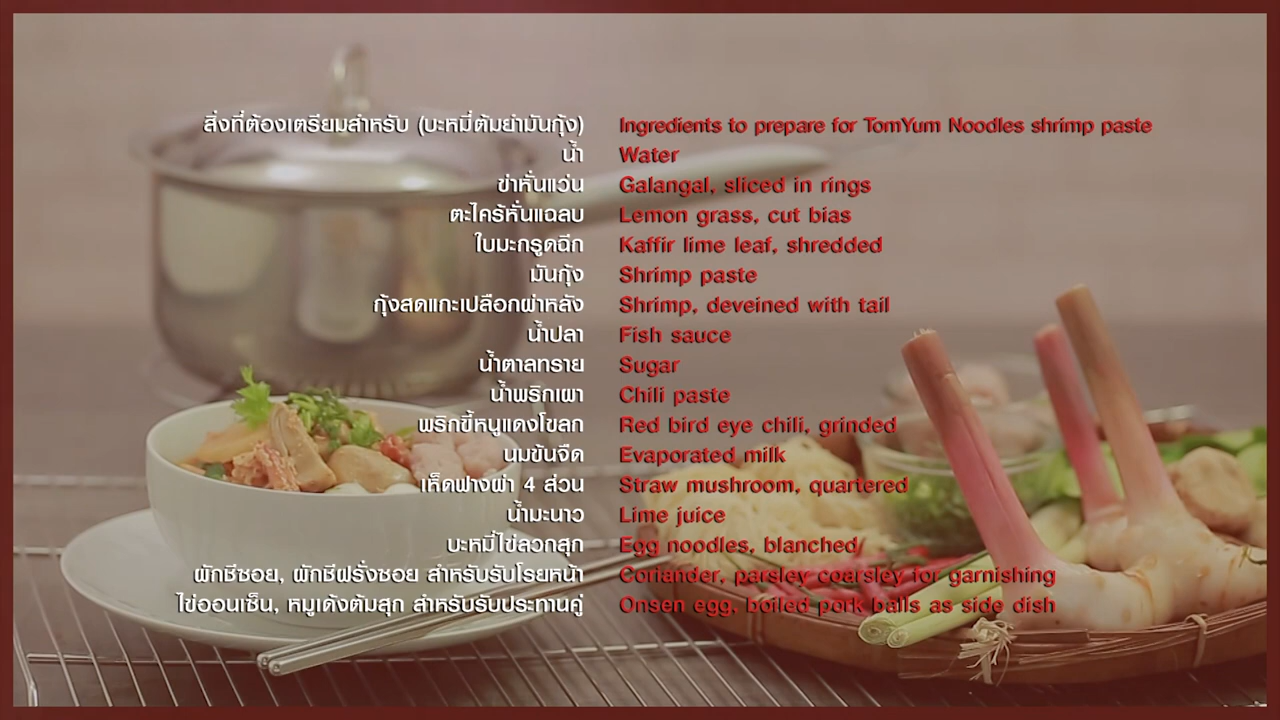 สิ่งที่ต้องเตรียมสำหรับ (บะหมี่ต้มยำมันกุ้ง) Ingredients to prepare for TomYum Noodles shrimp paste
น้ำ Water
ข่าหั่นแว่น Galangal, sliced in rings
ตะไคร้หั่นแฉลบ Lemon grass, cut bias
ใบมะกรูดฉีก Kaffir lime leaf, shredded
มันกุ้ง Shrimp paste
กุ้งสดแกะเปลือกผ่าหลัง Shrimp, deveined with tail
น้ำปลา Fish sauce
น้ำตาลทราย Sugar
น้ำพริกเผา Chili paste
พริกขี้หนูแดงโขลก Red bird eye chili, grinded
นมข้นจืด Evaporated milk
เห็ดฟางผ่า 4 ส่วน Straw mushroom, quartered
น้ำมะนาว Lime juice
บะหมี่ไข่ลวกสุก Egg noodles, blanched
ผักชีซอย, ผักชีฝรั่งซอย สำหรับรับโรยหน้า Coriander, parsley coarsley for garnishing
ไข่ออนเซ็น, หมูเด้งต้มสุก สำหรับรับประทานคู่ Onsen egg, boiled pork balls as side dish